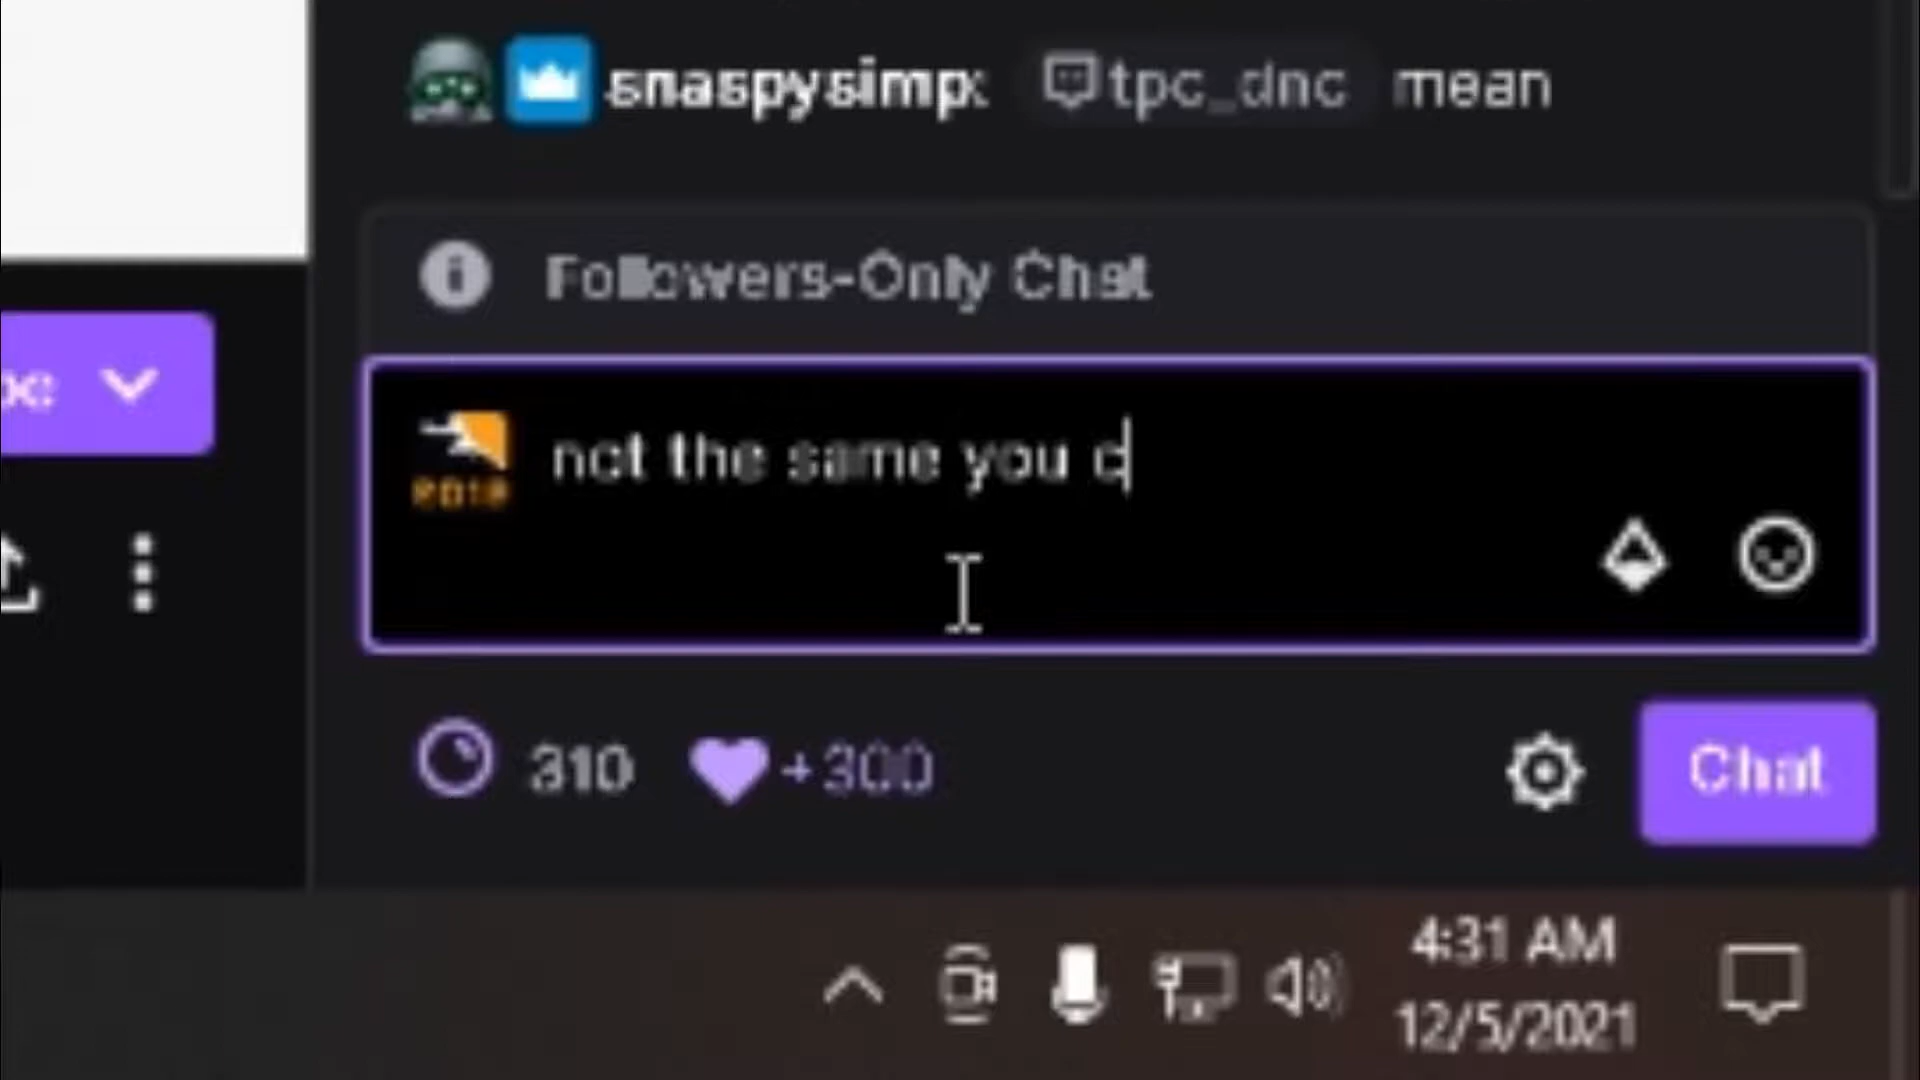 snaspysimp: tpc_dnc mean
Followers-Only Chat
not the same you c
310 +300
Chat
4:31 AM
12/5/2021